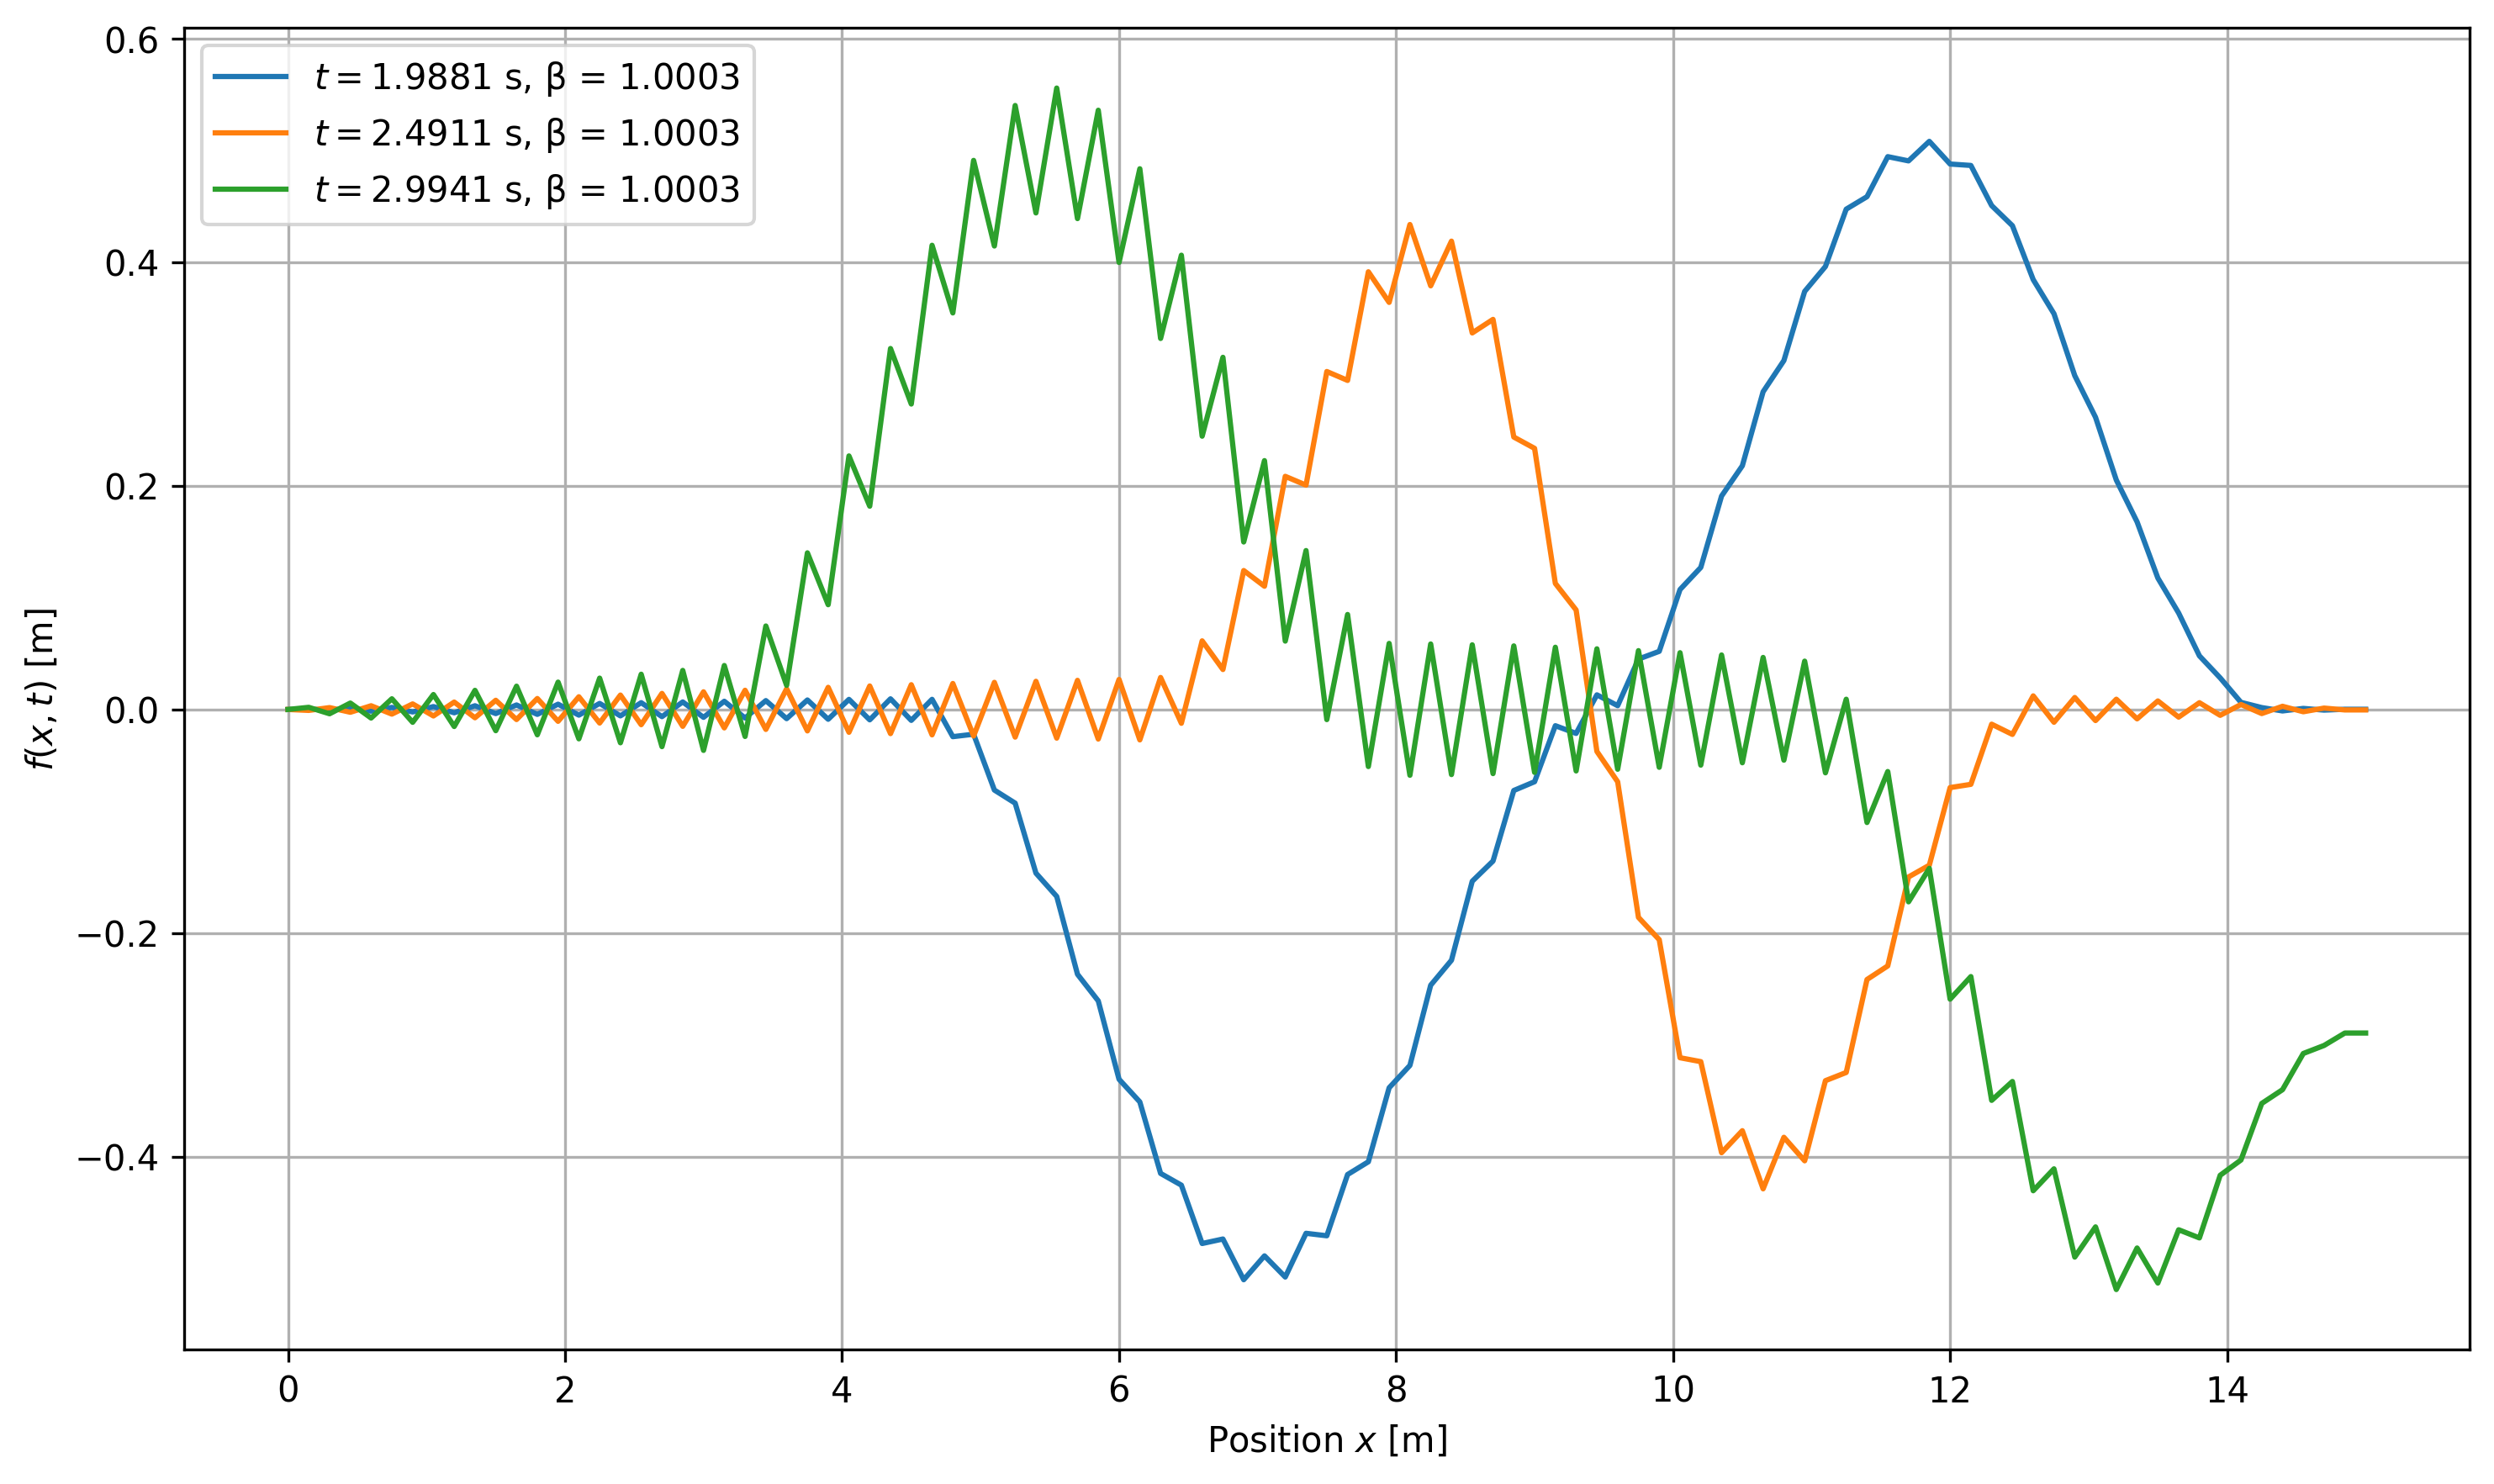 0.6
0.4
0.2
0.0
−0.2
−0.4
f(x, t) [m]
t = 1.9881 s, β = 1.0003
t = 2.4911 s, β = 1.0003
t = 2.9941 s, β = 1.0003
0 2 4 6 8 10 12 14
Position x [m]